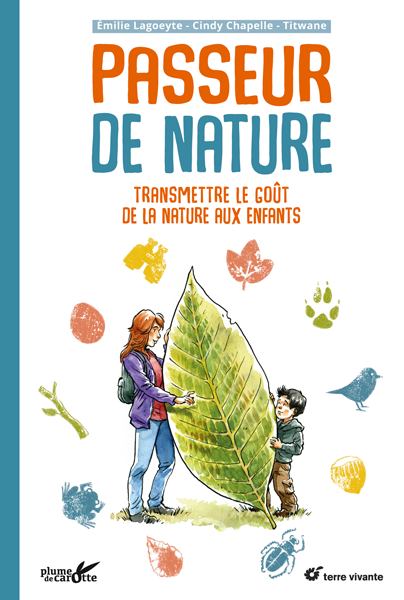 Émilie Lagoeyte - Cindy Chapelle - Titwane
PASSEUR
DE NATURE
TRANSMETTRE LE GOÛT
DE LA NATURE AUX ENFANTS
plume
de carotte
terre vivante